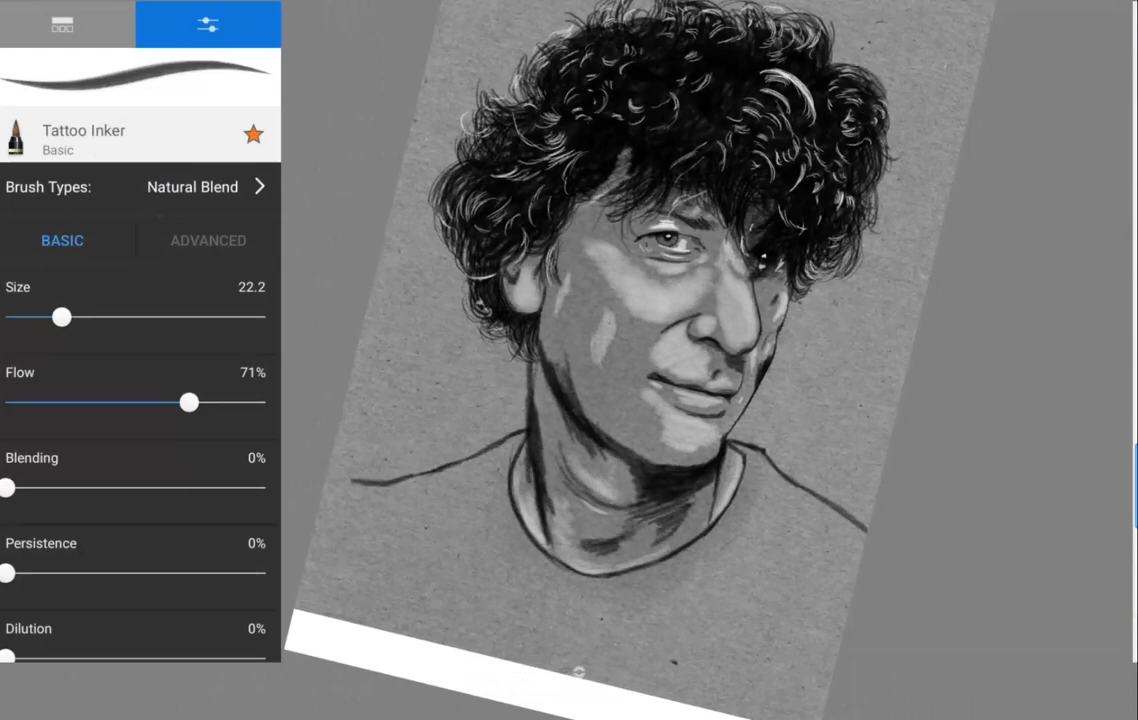 Tattoo Inker
Basic
Brush Types: Natural Blend
BASIC ADVANCED
Size 22.2
Flow 71%
Blending 0%
Persistence 0%
Dilution 0%